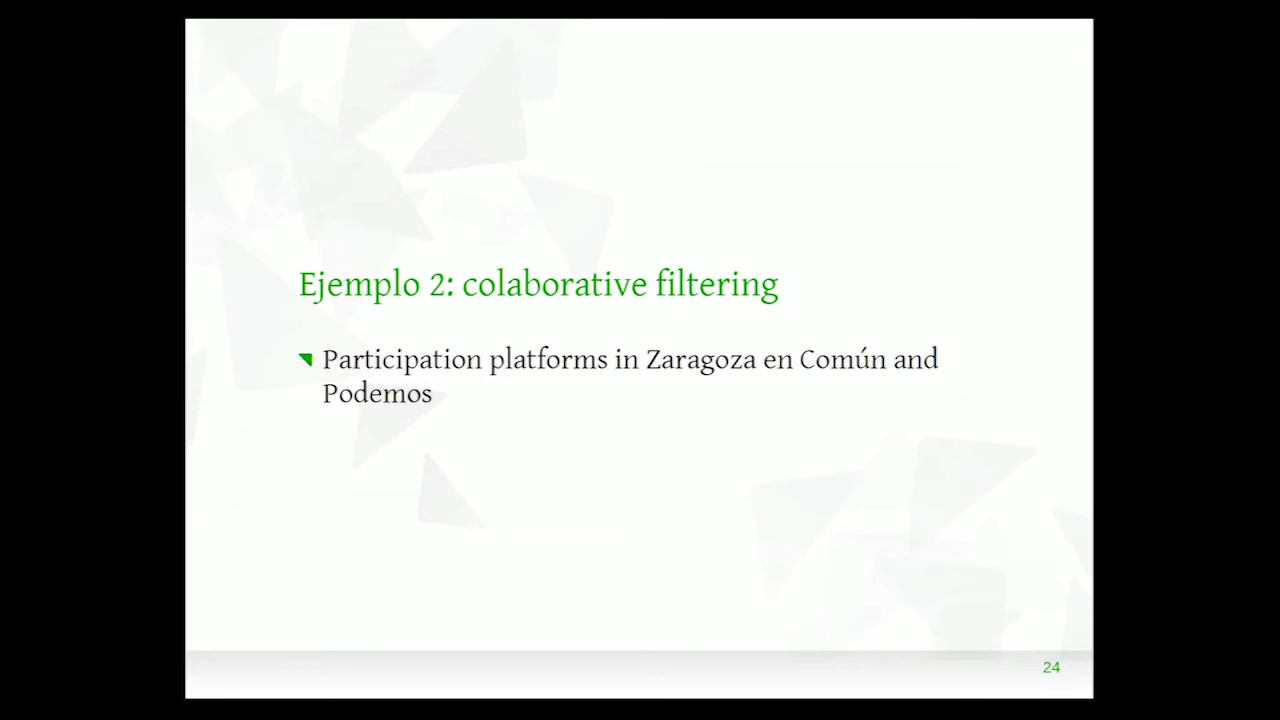 Ejemplo 2: colaborative filtering
Participation platforms in Zaragoza en Común and
Podemos
24